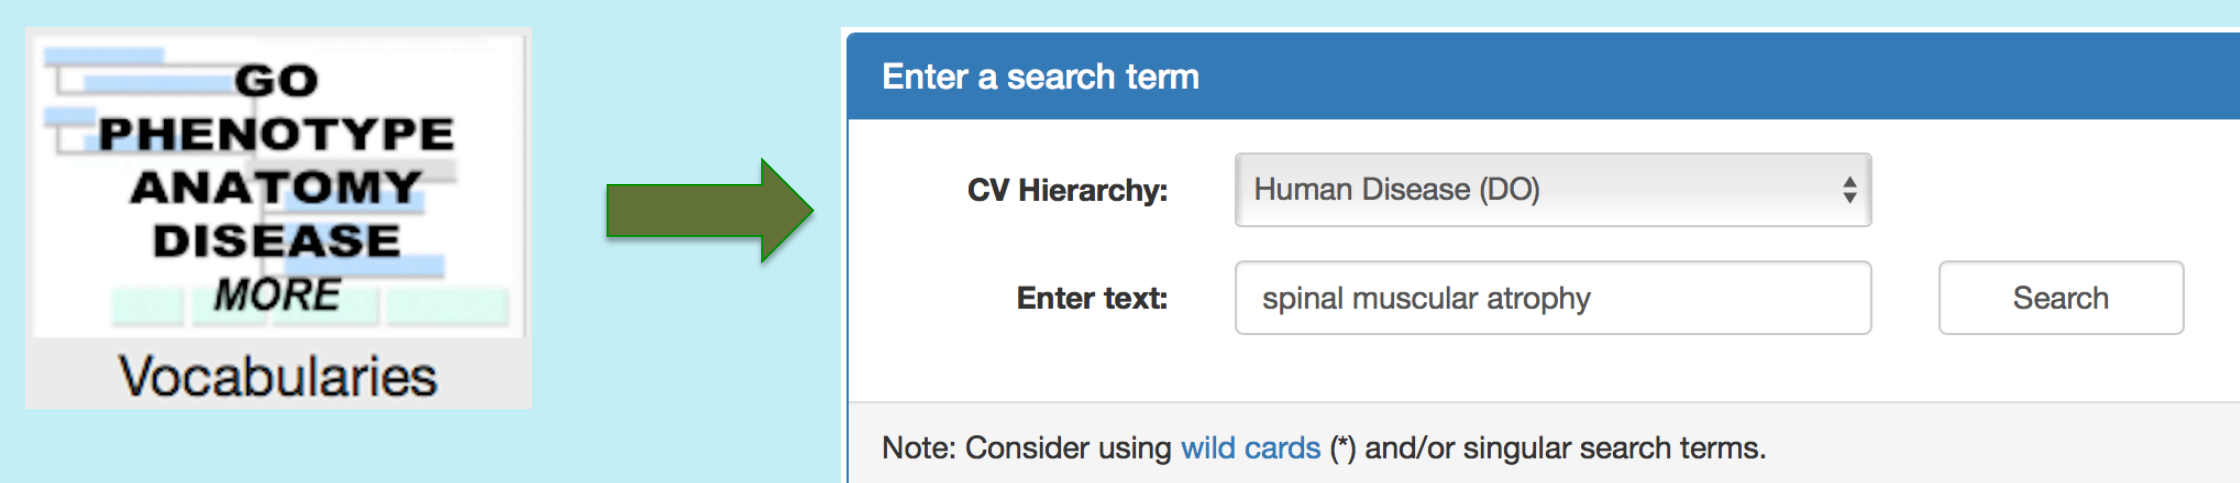 GO
PHENOTYPE
ANATOMY
DISEASE
MORE
Vocabularies
Enter a search term
CV Hierarchy: Human Disease (DO)
Enter text: spinal muscular atrophy Search
Note: Consider using wild cards (*) and/or singular search terms.